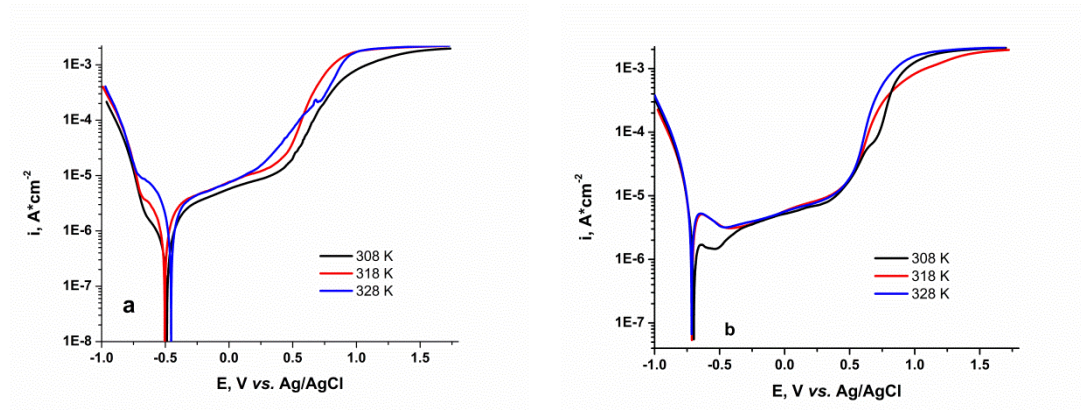 1E-3
1E-4
1E-5
1E-6
1E-7
1E-8
i, A*cm-2
-1.0 -0.5 0.0 0.5 1.0 1.5
E, V vs. Ag/AgCl
308 K
318 K
328 K
a
1E-3
1E-4
1E-5
1E-6
1E-7
i, A*cm-2
-1.0 -0.5 0.0 0.5 1.0 1.5
E, V vs. Ag/AgCl
308 K
318 K
328 K
b